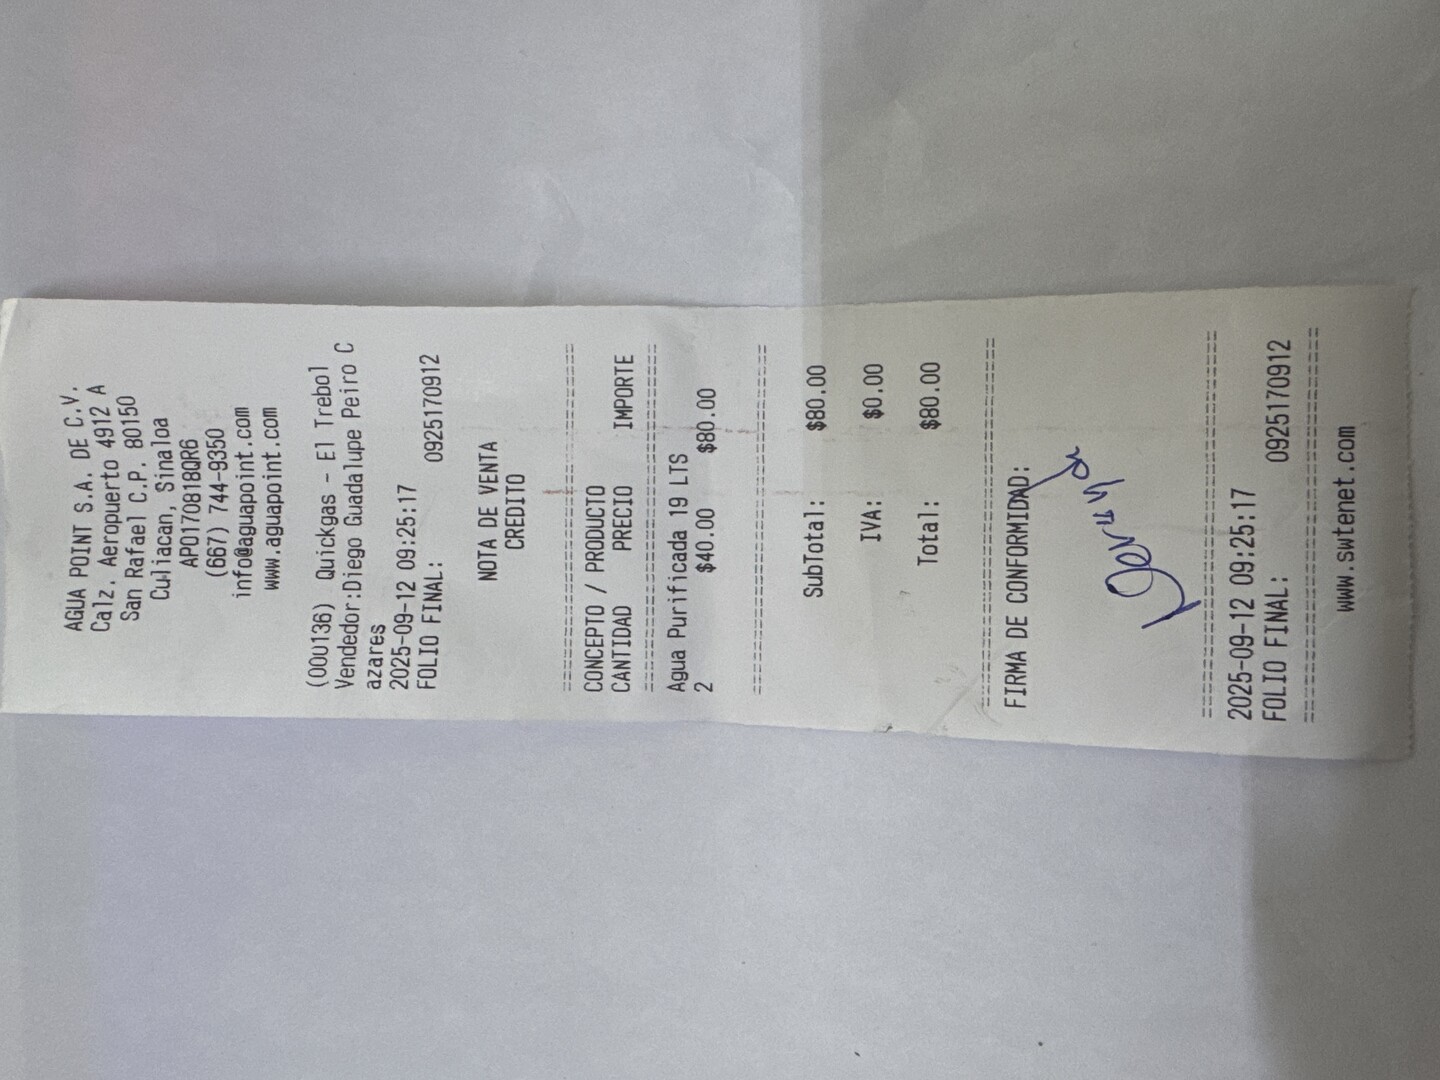 AGUA POINT S.A. DE C.V.
Calz. Aeropuerto 4912 A
San Rafael C.P. 80150
Culiacan, Sinaloa
APO170818QR6
(667) 744-9350
info@aguapoint.com
www.aguapoint.com
(000136) Quickgas - El Trebol
Vendedor:Diego Guadalupe Peiro C
azares
2025-09-12 09:25:17
FOLIO FINAL: 0925170912
NOTA DE VENTA
CREDITO
================================
CONCEPTO / PRODUCTO
CANTIDAD PRECIO IMPORTE
================================
Agua Purificada 19 LTS
2 $40.00 $80.00
================================
SubTotal: $80.00
IVA: $0.00
Total: $80.00
================================
FIRMA DE CONFORMIDAD:
================================
2025-09-12 09:25:17
FOLIO FINAL: 0925170912
================================
www.swtenet.com